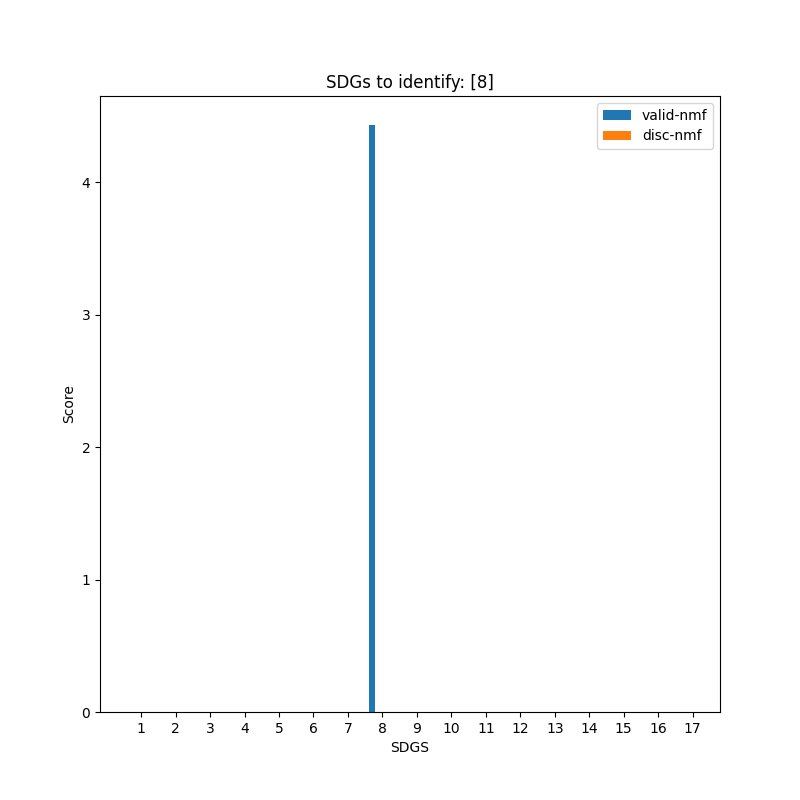 SDGs to identify: [8]
valid-nmf
disc-nmf
4
3
2
1
0
Score
1 2 3 4 5 6 7 8 9 10 11 12 13 14 15 16 17
SDGS